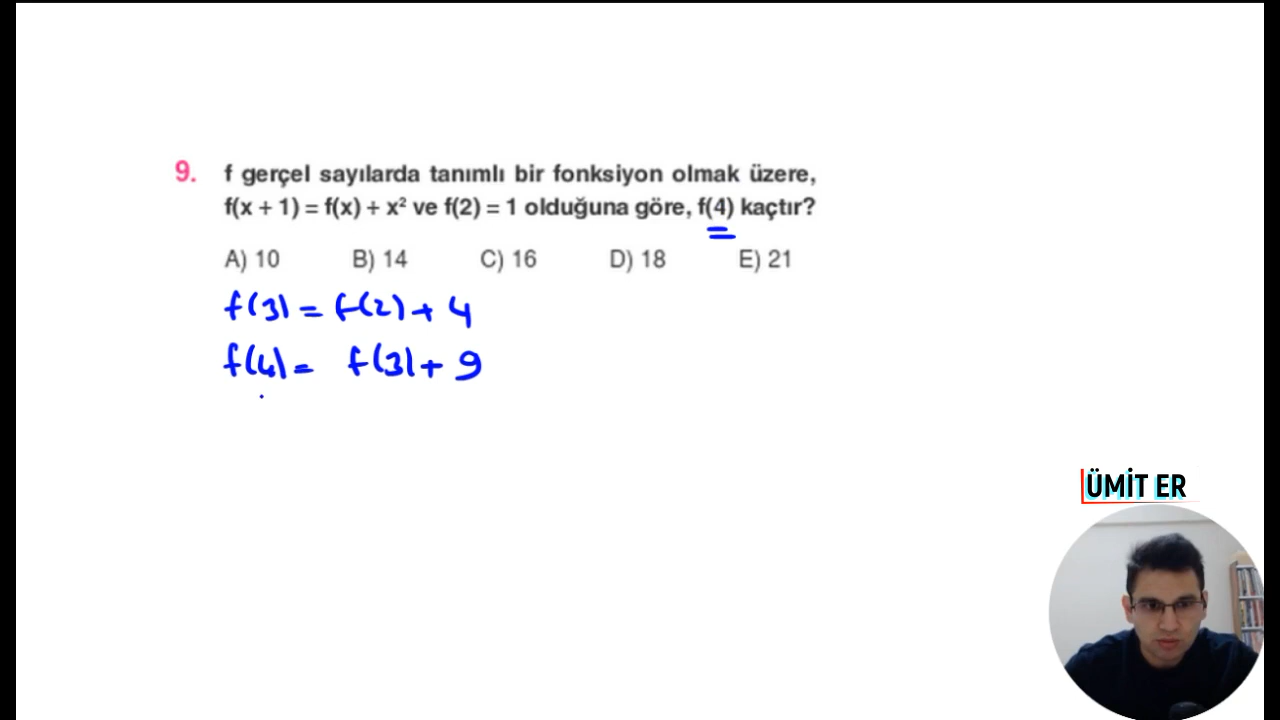 9. f gerçel sayılarda tanımlı bir fonksiyon olmak üzere,
f(x + 1) = f(x) + x² ve f(2) = 1 olduğuna göre, f(4) kaçtır?
A) 10 B) 14 C) 16 D) 18 E) 21
f(3) = f(2) + 4
f(4) = f(3) + 9
ÜMİT ER